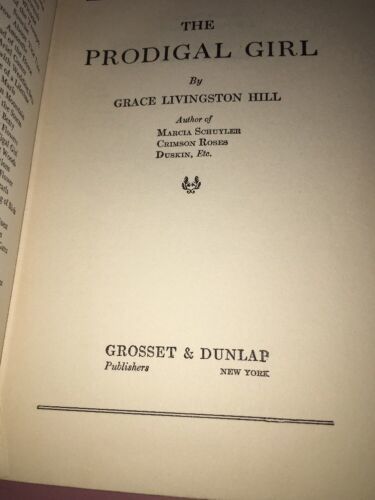 THE
PRODIGAL GIRL
By
GRACE LIVINGSTON HILL
Author of
MARCIA SCHUYLER
CRIMSON ROSES
DUSKIN, Etc.
GROSSET & DUNLAP
Publishers NEW YORK